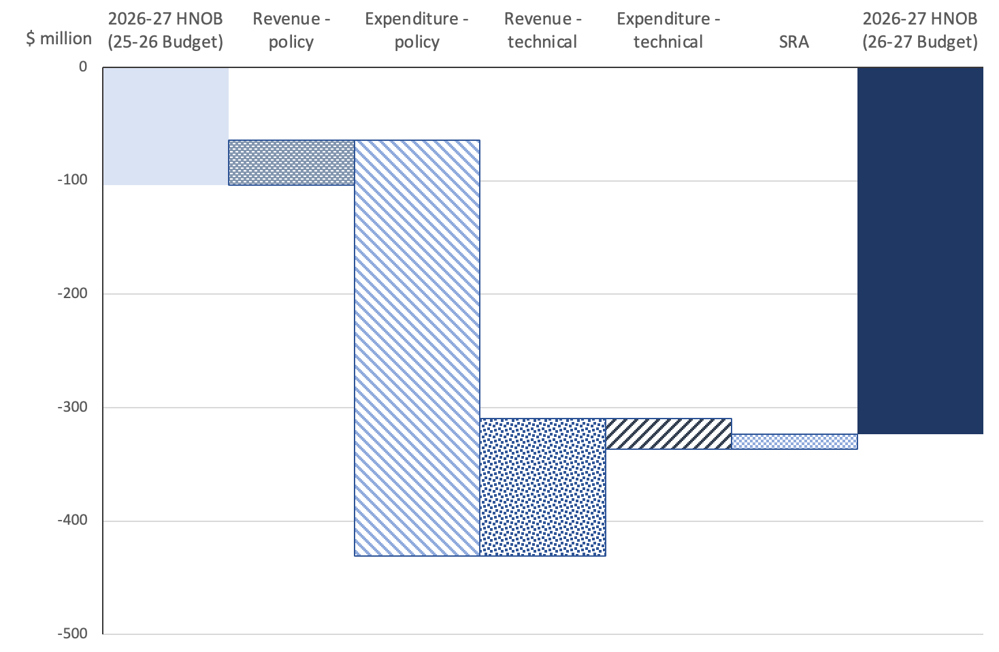 2026-27 HNOB
(25-26 Budget)
Revenue -
policy
Expenditure -
policy
Revenue -
technical
Expenditure -
technical
SRA
2026-27 HNOB
(26-27 Budget)
$ million
0
-100
-200
-300
-400
-500